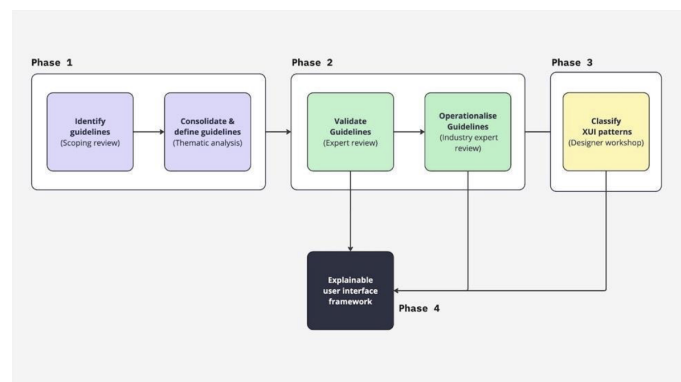 Phase 1
Phase 2
Phase 3
Identify
guidelines
(Scoping review)
Consolidate &
define guidelines
(Thematic analysis)
Validate
Guidelines
(Expert review)
Operationalise
Guidelines
(Industry expert
review)
Classify
XUI patterns
(Designer workshop)
Explainable
user interface
framework
Phase 4